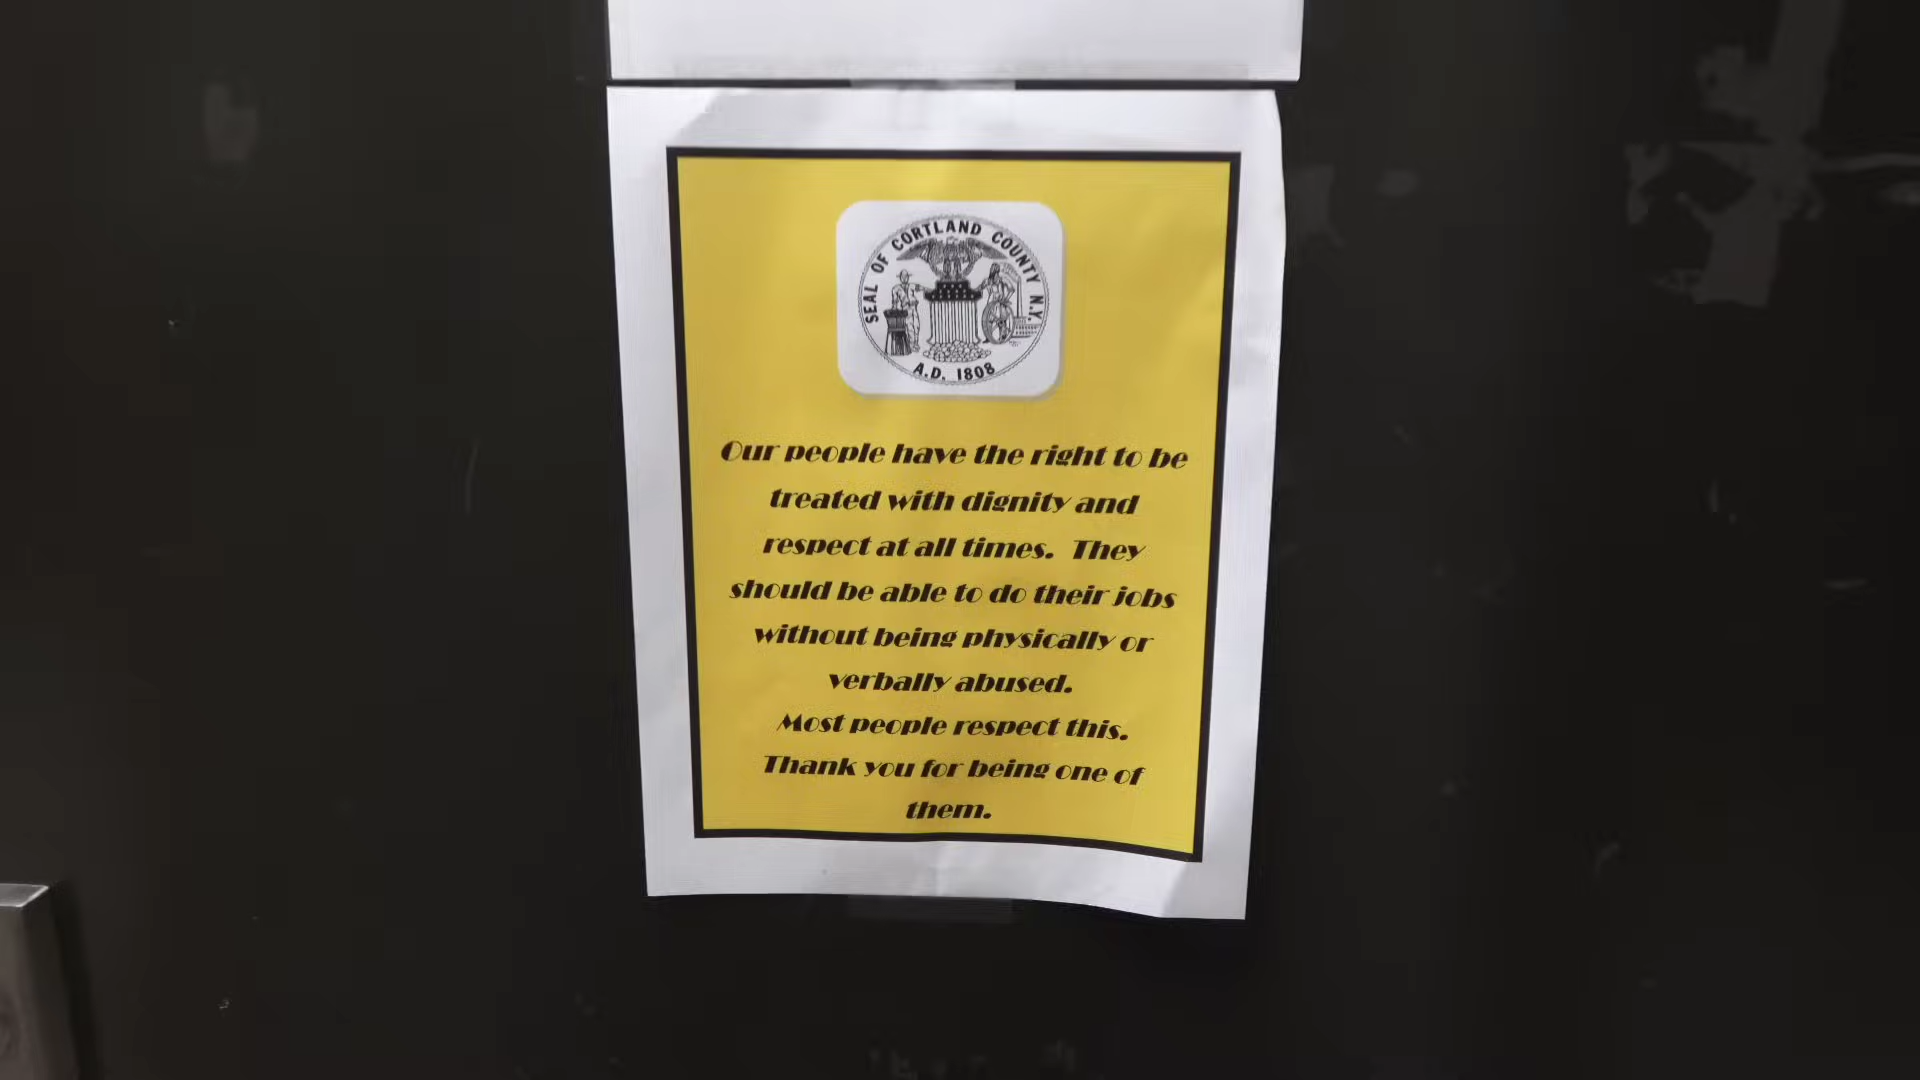 SEAL OF CORTLAND COUNTY N.Y.
A.D. 1808
Our people have the right to be
treated with dignity and
respect at all times. They
should be able to do their jobs
without being physically or
verbally abused.
Most people respect this.
Thank you for being one of
them.